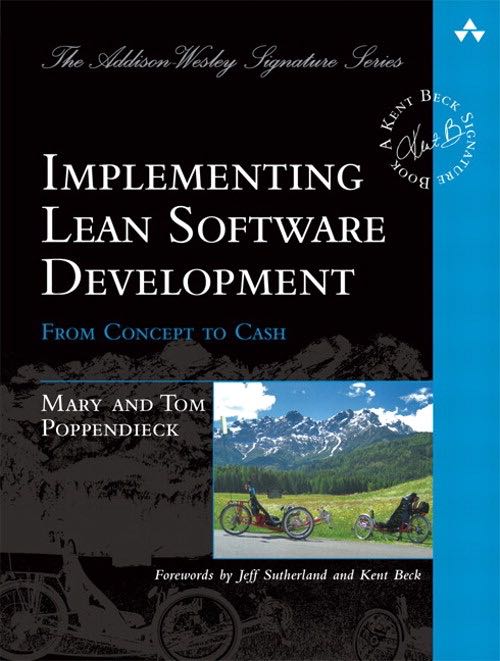 The Addison-Wesley Signature Series
A KENT BECK SIGNATURE BOOK
Kent B
IMPLEMENTING
LEAN SOFTWARE
DEVELOPMENT
FROM CONCEPT TO CASH
MARY AND TOM
POPPENDIECK
Forewords by Jeff Sutherland and Kent Beck